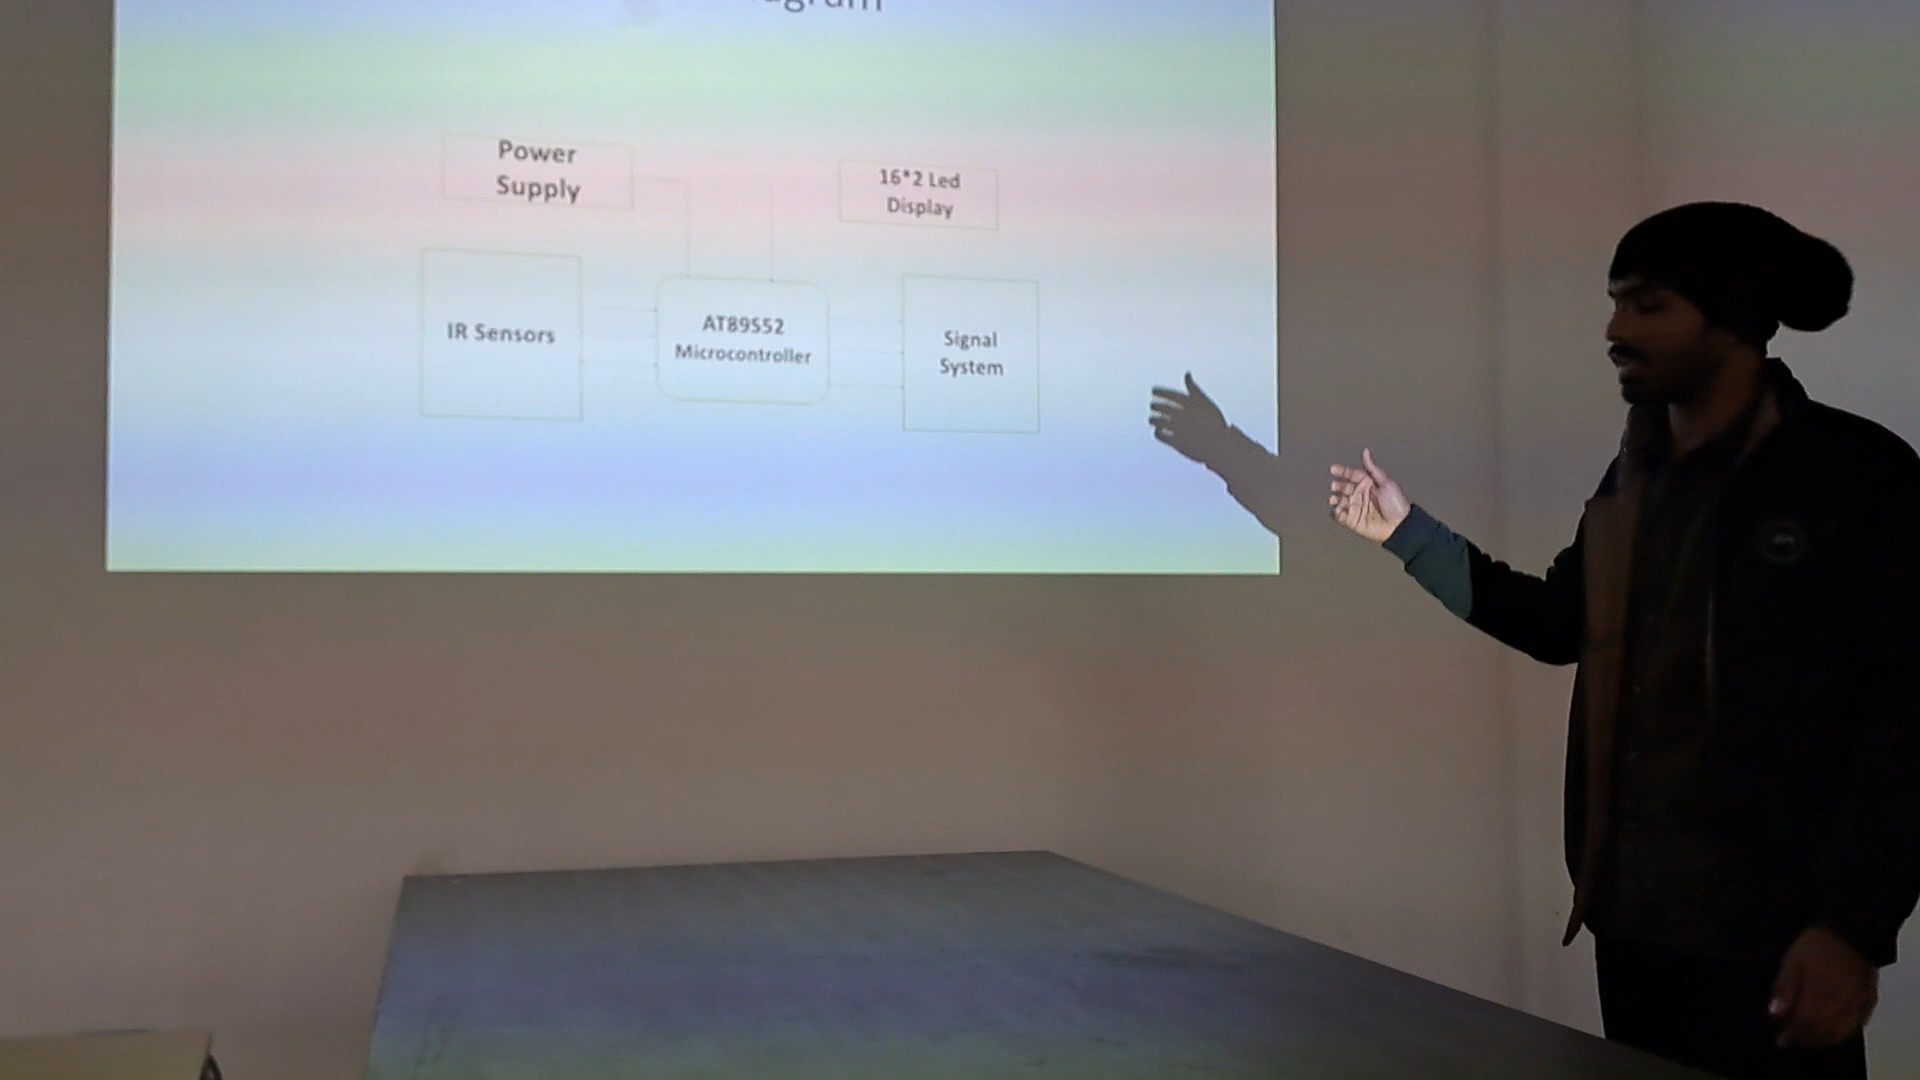 Power
Supply
16*2 Led
Display
IR Sensors
AT89S52
Microcontroller
Signal
System